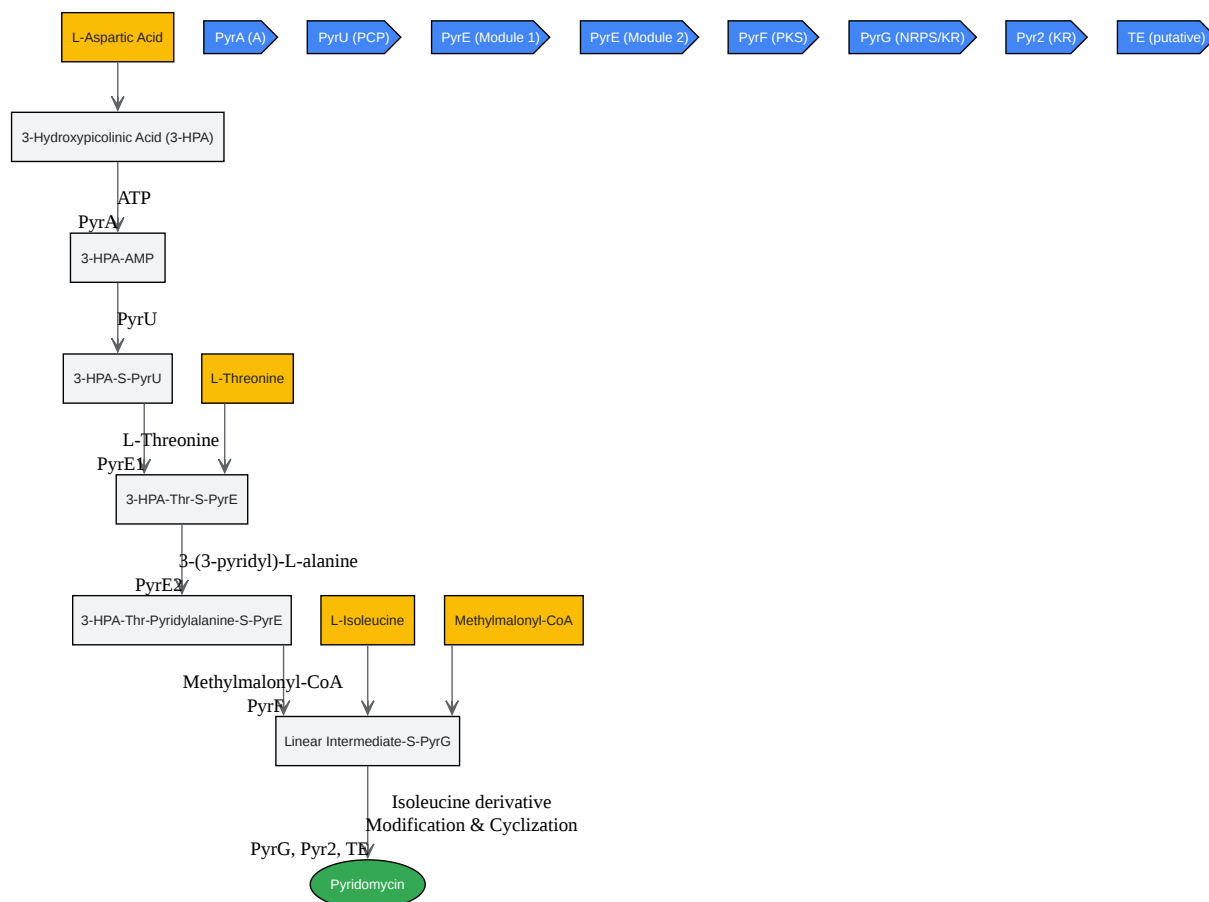 L-Aspartic Acid
PyrA (A)
PyrU (PCP)
PyrE (Module 1)
PyrE (Module 2)
PyrF (PKS)
PyrG (NRPS/KR)
Pyr2 (KR)
TE (putative)
3-Hydroxypicolinic Acid (3-HPA)
ATP
PyrA
3-HPA-AMP
PyrU
3-HPA-S-PyrU
L-Threonine
L-Threonine
PyrE1
3-HPA-Thr-S-PyrE
3-(3-pyridyl)-L-alanine
PyrE2
3-HPA-Thr-Pyridylalanine-S-PyrE
L-Isoleucine
Methylmalonyl-CoA
Methylmalonyl-CoA
PyrF
Linear Intermediate-S-PyrG
Isoleucine derivative
Modification & Cyclization
PyrG, Pyr2, TE
Pyridomycin